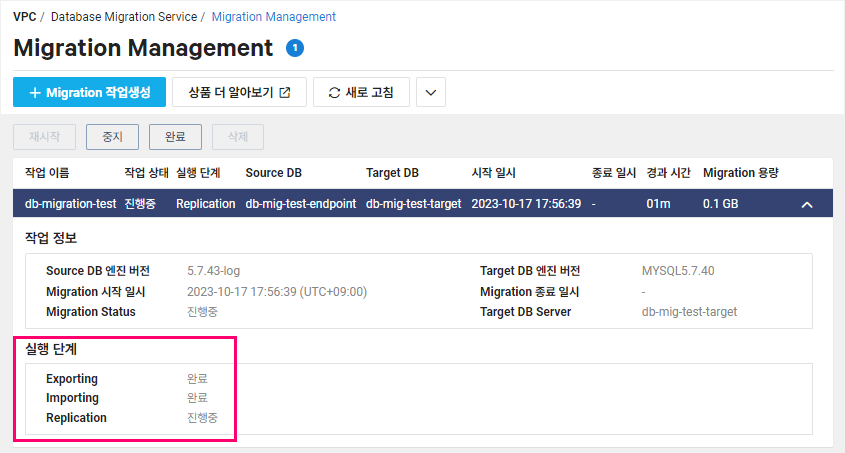 VPC / Database Migration Service / Migration Management
Migration Management 1
+ Migration 작업생성 상품 더 알아보기 새로 고침
재시작 중지 완료 삭제
작업 이름 작업 상태 실행 단계 Source DB Target DB 시작 일시 종료 일시 경과 시간 Migration 용량
db-migration-test 진행중 Replication db-mig-test-endpoint db-mig-test-target 2023-10-17 17:56:39 - 01m 0.1 GB
작업 정보
Source DB 엔진 버전 5.7.43-log Target DB 엔진 버전 MYSQL5.7.40
Migration 시작 일시 2023-10-17 17:56:39 (UTC+09:00) Migration 종료 일시 -
Migration Status 진행중 Target DB Server db-mig-test-target
실행 단계
Exporting 완료
Importing 완료
Replication 진행중